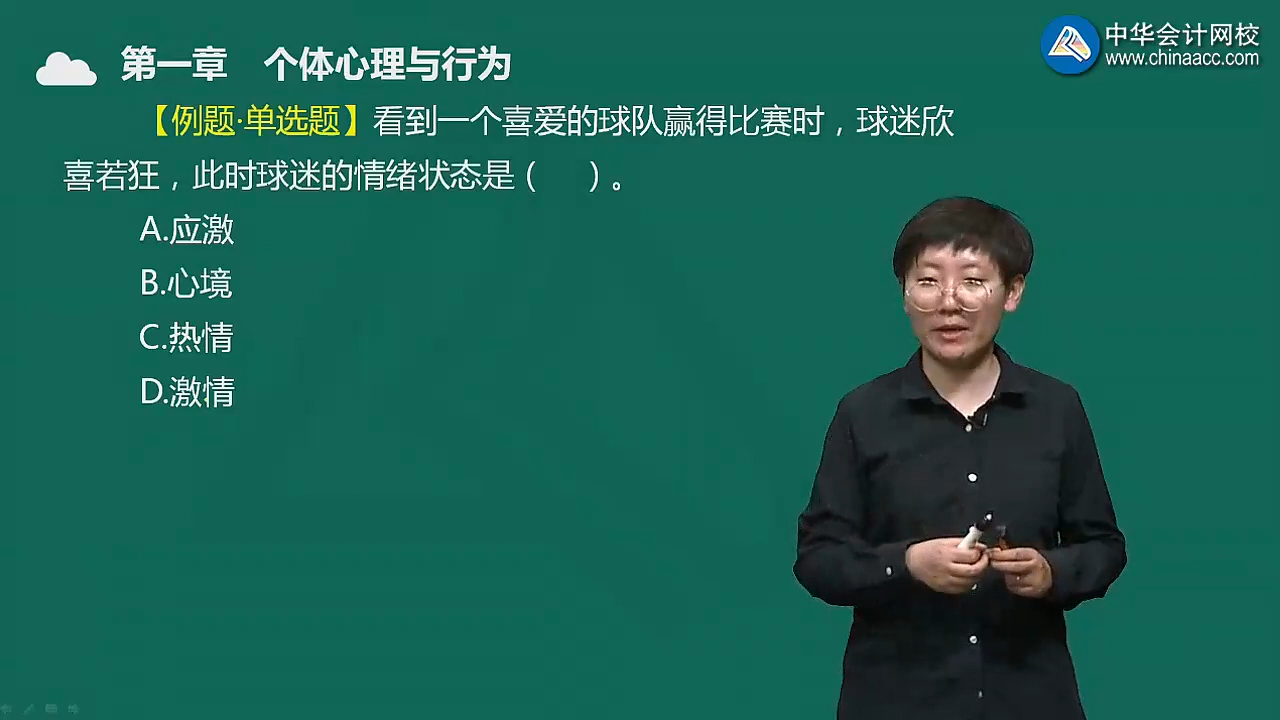 中华会计网校
www.chinaacc.com
第一章 个体心理与行为
【例题·单选题】看到一个喜爱的球队赢得比赛时，球迷欣
喜若狂，此时球迷的情绪状态是（ ）。
A.应激
B.心境
C.热情
D.激情